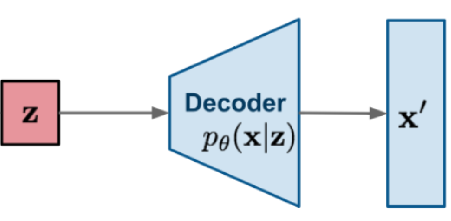 z
Decoder
pθ(x|z)
x′